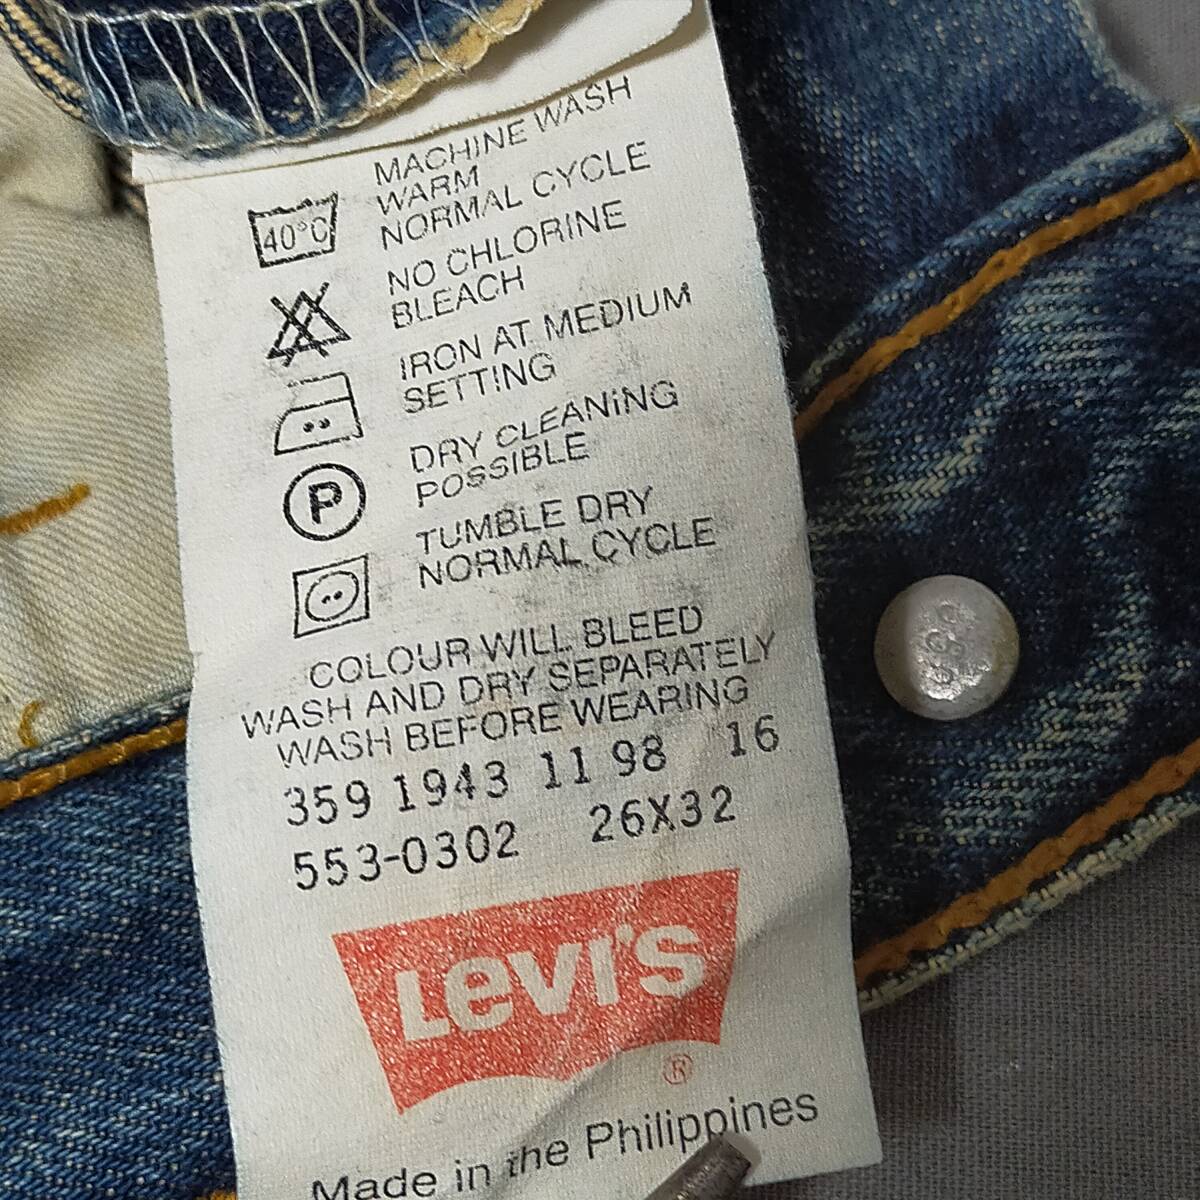 MACHINE WASH
WARM
NORMAL CYCLE
40°C
NO CHLORINE
BLEACH
IRON AT MEDIUM
SETTING
DRY CLEANING
POSSIBLE
P
TUMBLE DRY
NORMAL CYCLE
COLOUR WILL BLEED
WASH AND DRY SEPARATELY
WASH BEFORE WEARING
359 1943 11 98 16
553-0302 26X32
Levi's
®
Made in the Philippines